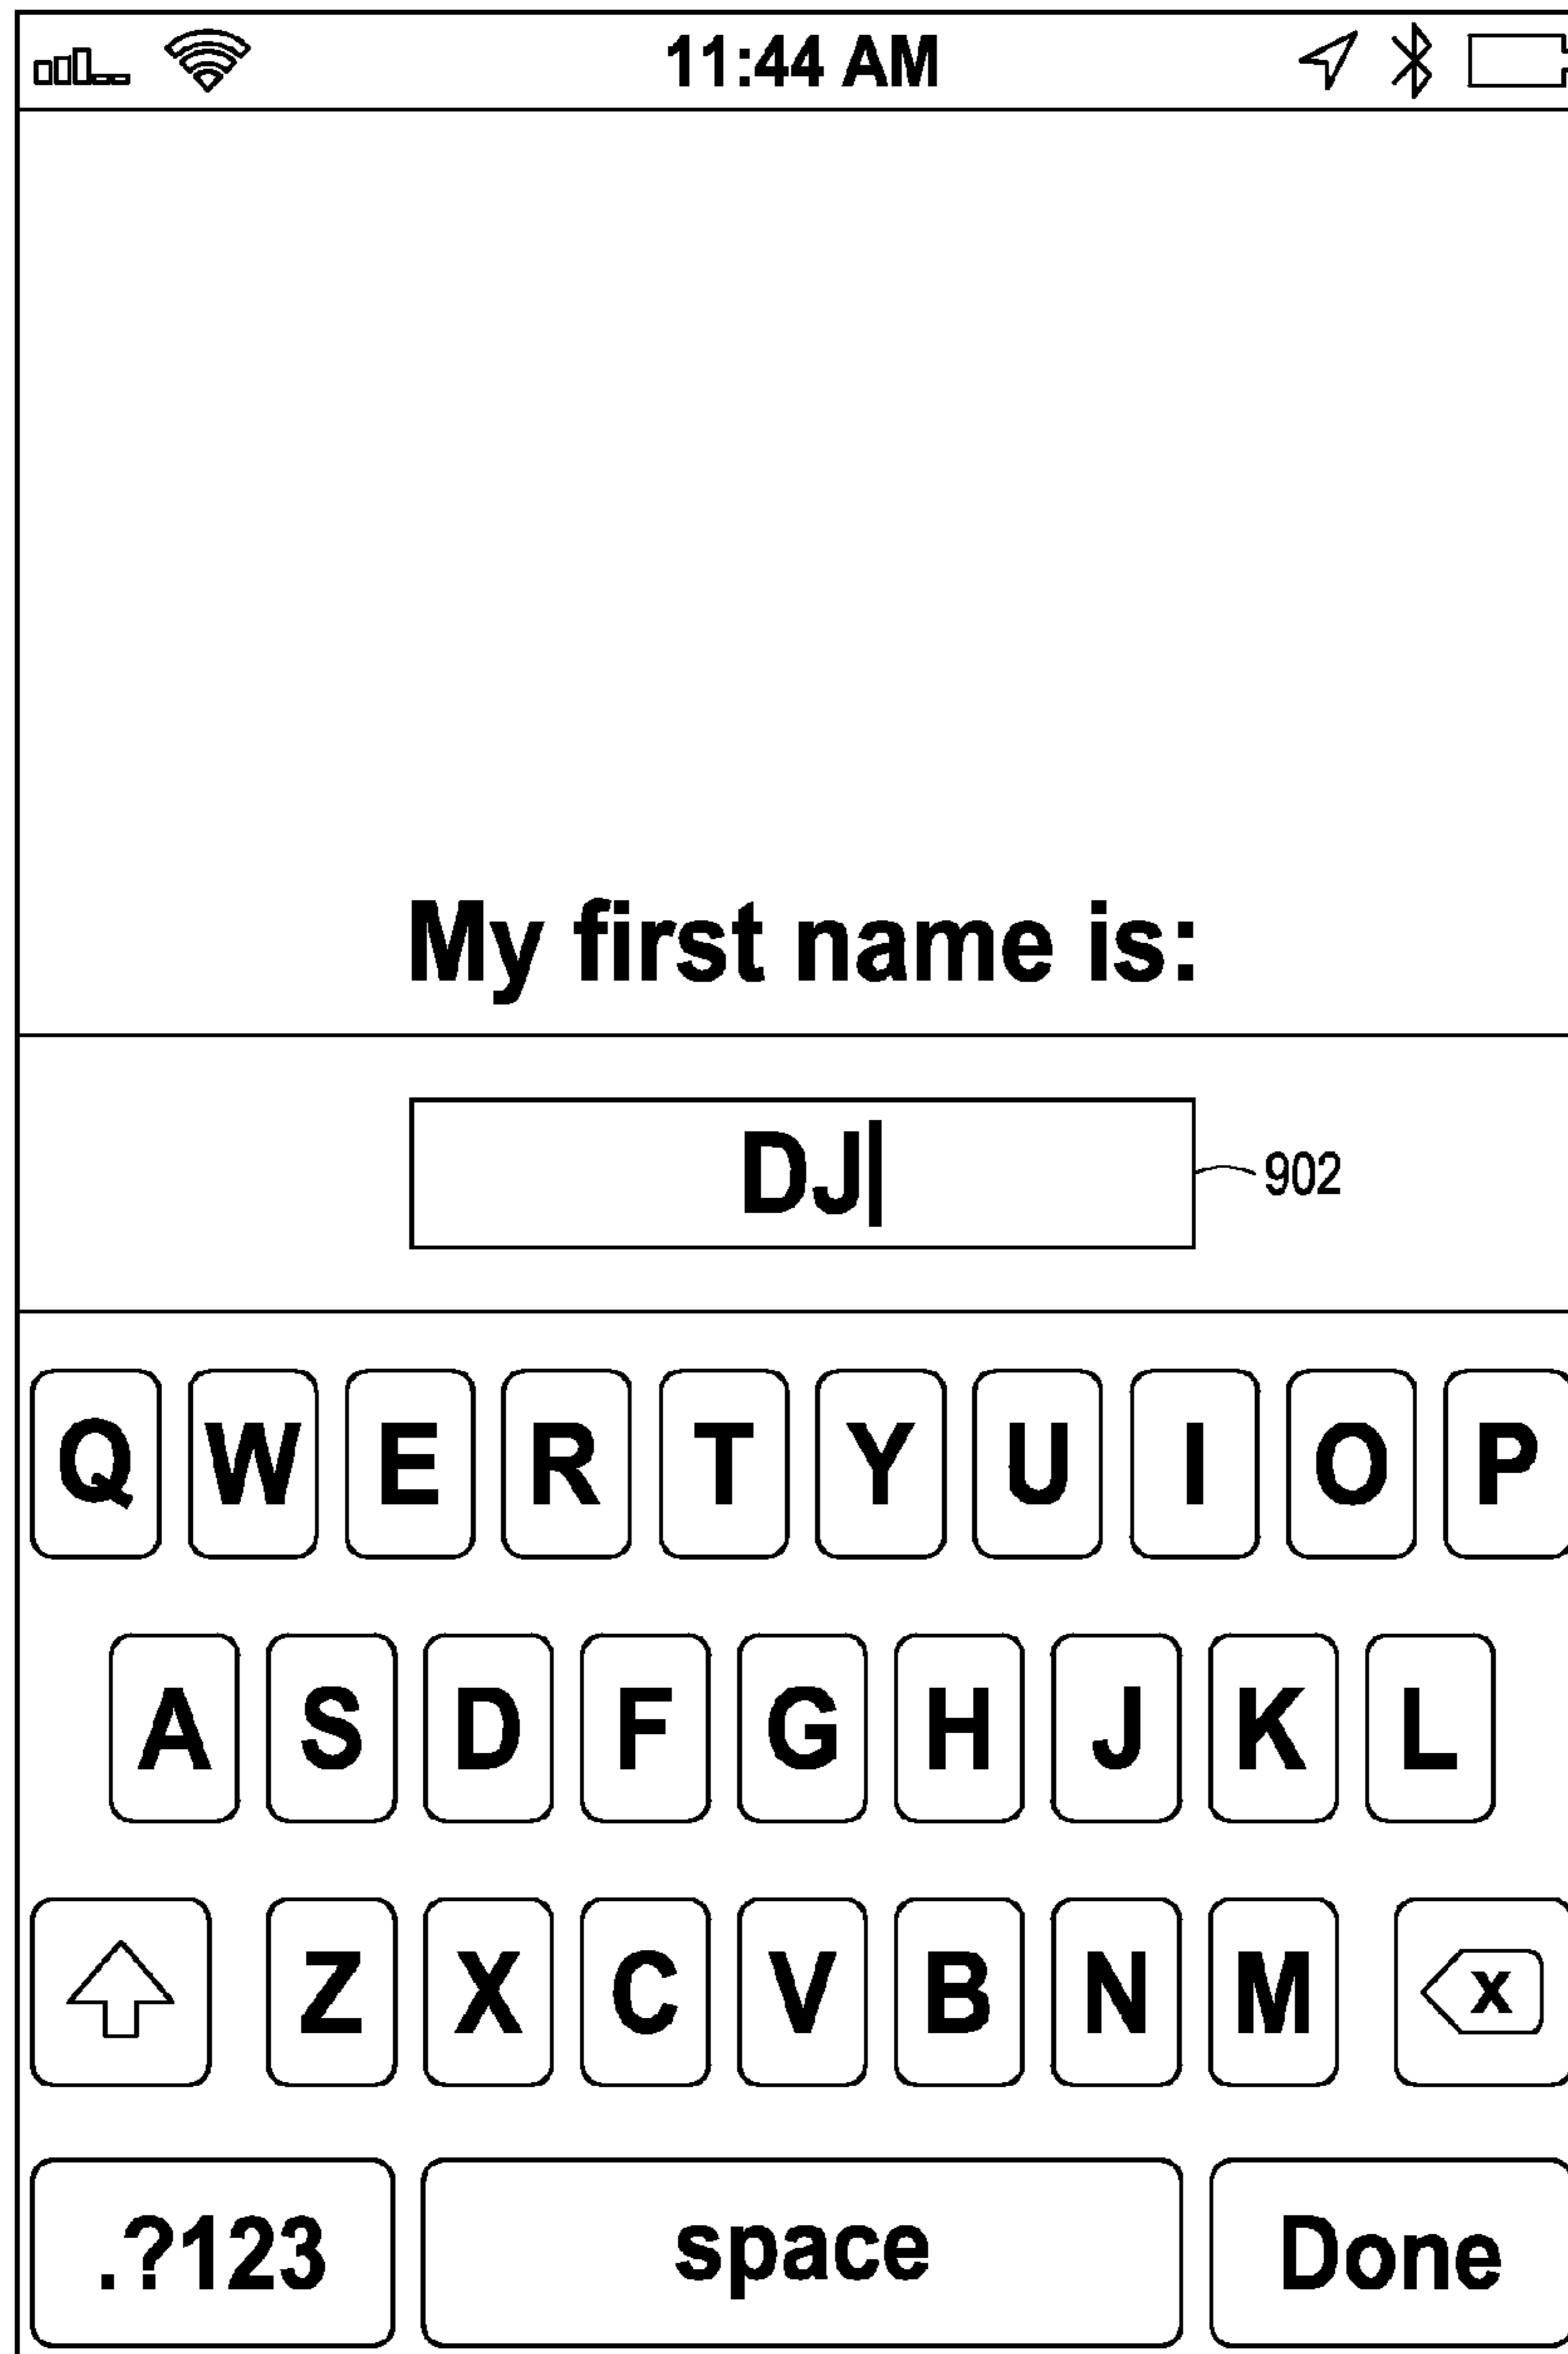 11:44 AM
My first name is:
DJ
902
Q W E R T Y U I O P
A S D F G H J K L
Z X C V B N M X
.?123 space Done